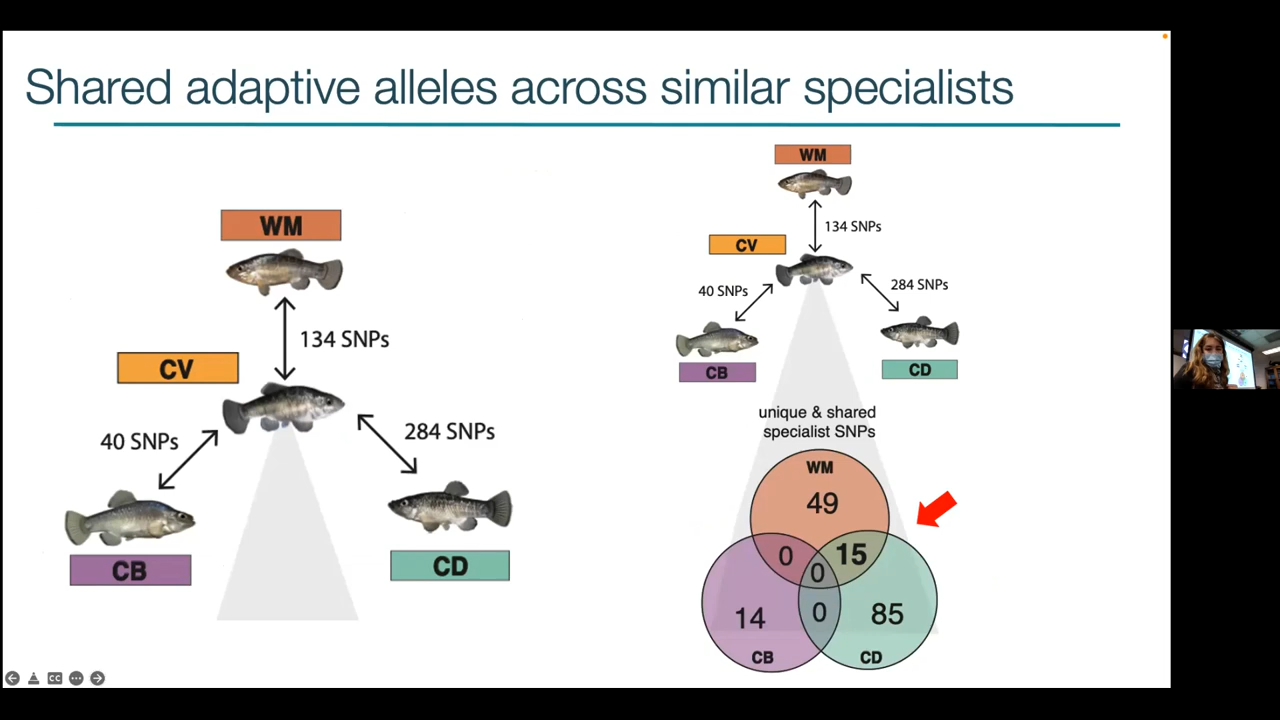 Shared adaptive alleles across similar specialists
WM
134 SNPs
CV
40 SNPs
284 SNPs
CB
CD
WM
134 SNPs
CV
40 SNPs
284 SNPs
CB
CD
unique & shared
specialist SNPs
WM
49
0
15
0
14
0
85
CB
CD
CC